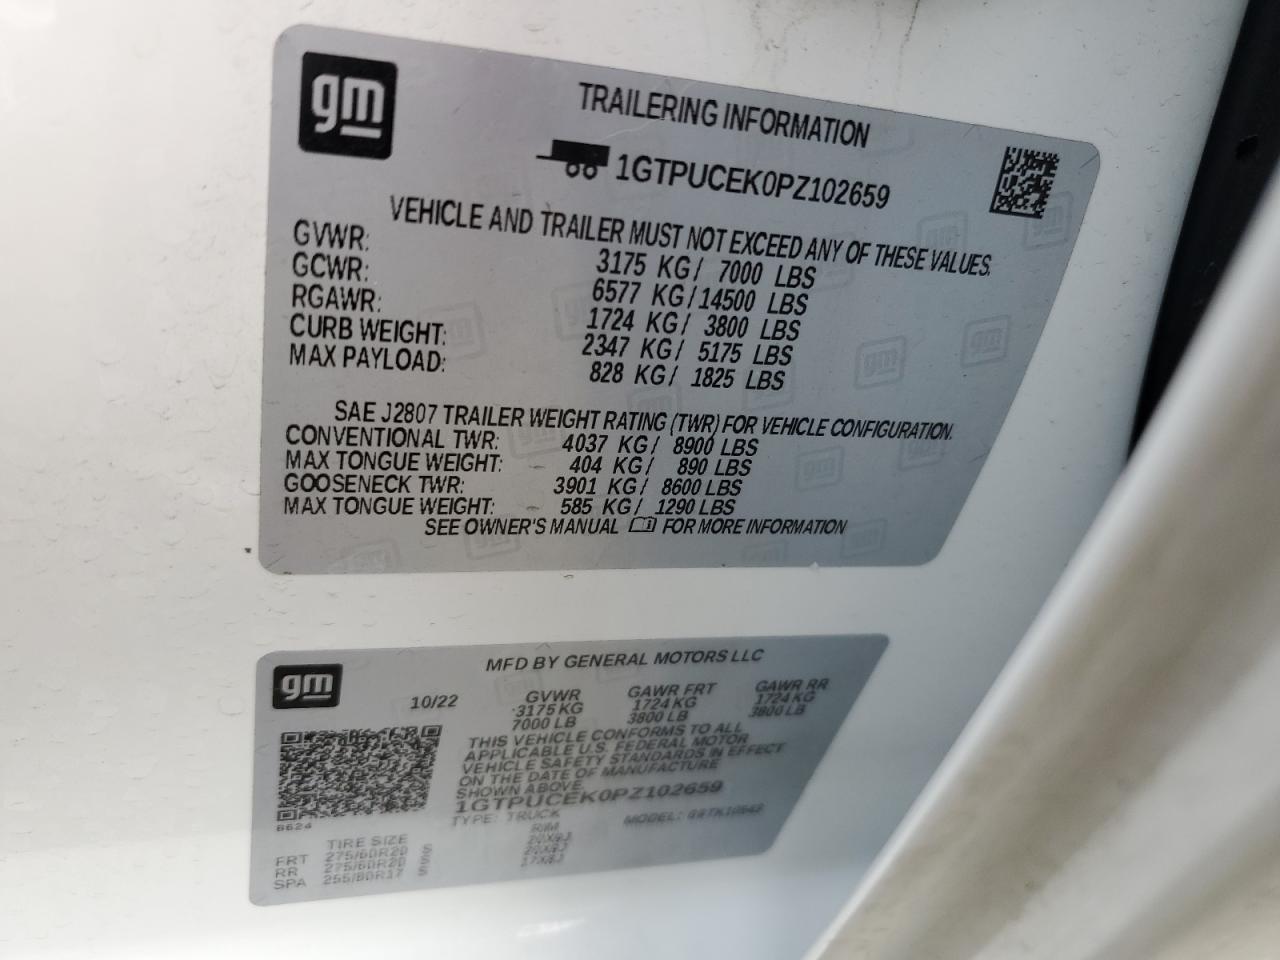 gm
TRAILERING INFORMATION
1GTPUCEK0PZ102659
VEHICLE AND TRAILER MUST NOT EXCEED ANY OF THESE VALUES.
GVWR: 3175 KG/ 7000 LBS
GCWR: 6577 KG/14500 LBS
RGAWR: 1724 KG/ 3800 LBS
CURB WEIGHT: 2347 KG/ 5175 LBS
MAX PAYLOAD: 828 KG/ 1825 LBS
SAE J2807 TRAILER WEIGHT RATING (TWR) FOR VEHICLE CONFIGURATION.
CONVENTIONAL TWR: 4037 KG/ 8900 LBS
MAX TONGUE WEIGHT: 404 KG/ 890 LBS
GOOSENECK TWR: 3901 KG/ 8600 LBS
MAX TONGUE WEIGHT: 585 KG/ 1290 LBS
SEE OWNER'S MANUAL FOR MORE INFORMATION
gm
MFD BY GENERAL MOTORS LLC
10/22 GVWR GAWR FRT GAWR RR
3175 KG 1724 KG 1724 KG
7000 LB 3800 LB 3800 LB
THIS VEHICLE CONFORMS TO ALL
APPLICABLE U.S. FEDERAL MOTOR
VEHICLE SAFETY STANDARDS IN EFFECT
ON THE DATE OF MANUFACTURE
SHOWN ABOVE.
1GTPUCEK0PZ102659
TYPE: TRUCK MODEL:
B624
TIRE SIZE RIM
FRT 275/60R20 S 20X9J
RR 275/60R20 S 20X9J
SPA 255/80R17 S 17X8J